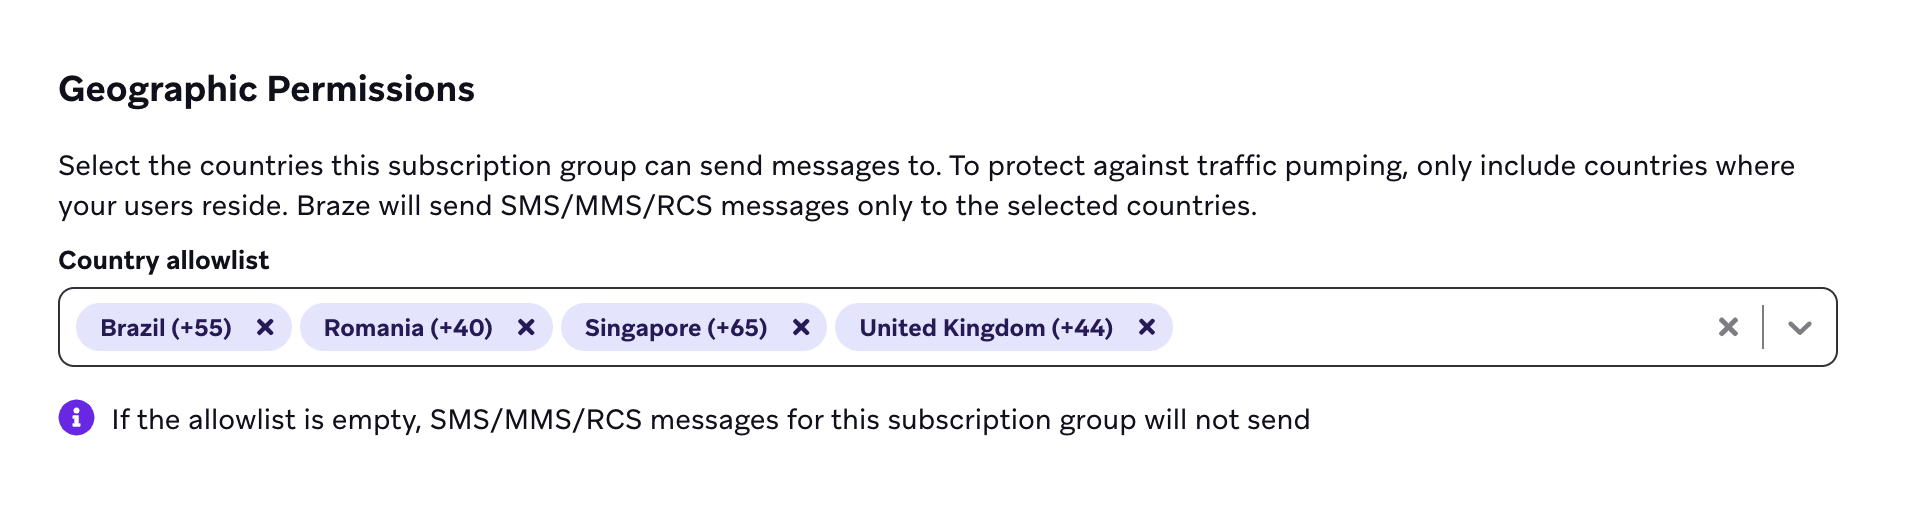 Geographic Permissions
Select the countries this subscription group can send messages to. To protect against traffic pumping, only include countries where
your users reside. Braze will send SMS/MMS/RCS messages only to the selected countries.
Country allowlist
Brazil (+55) Romania (+40) Singapore (+65) United Kingdom (+44)
If the allowlist is empty, SMS/MMS/RCS messages for this subscription group will not send